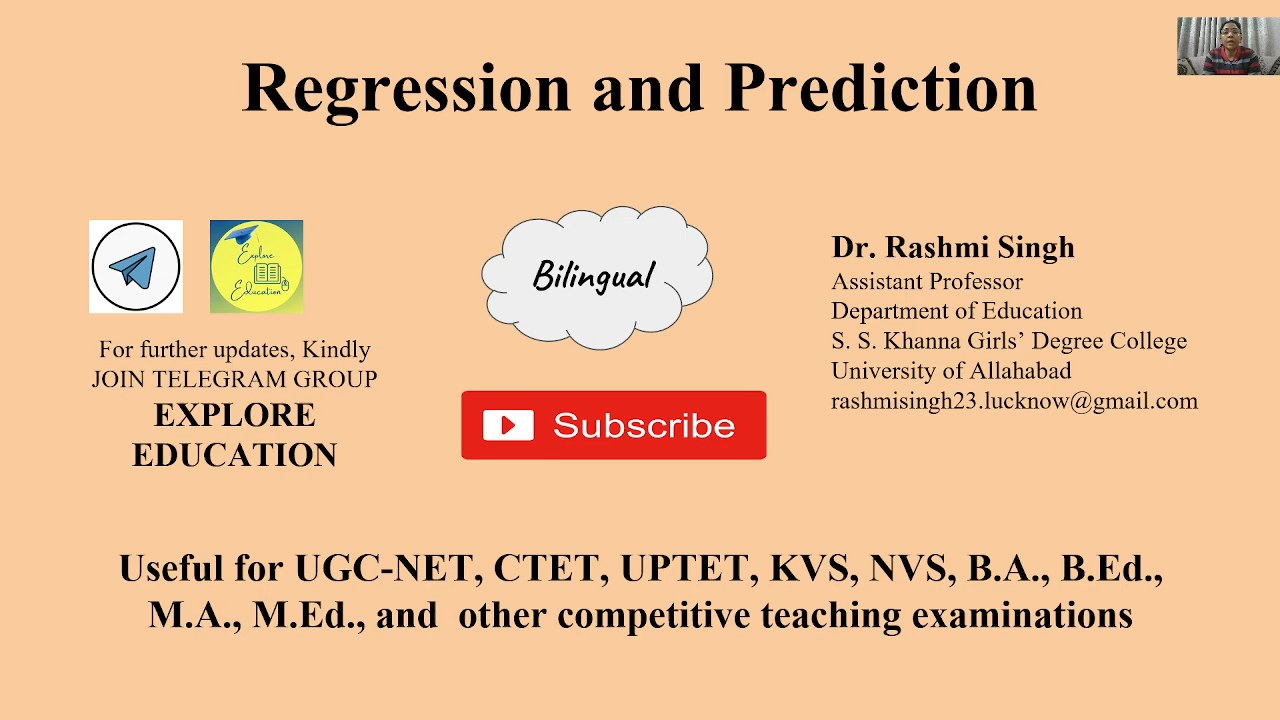 Regression and Prediction
Explore
Education
For further updates, Kindly
JOIN TELEGRAM GROUP
EXPLORE
EDUCATION
Bilingual
Subscribe
Dr. Rashmi Singh
Assistant Professor
Department of Education
S. S. Khanna Girls’ Degree College
University of Allahabad
rashmisingh23.lucknow@gmail.com
Useful for UGC-NET, CTET, UPTET, KVS, NVS, B.A., B.Ed.,
M.A., M.Ed., and other competitive teaching examinations